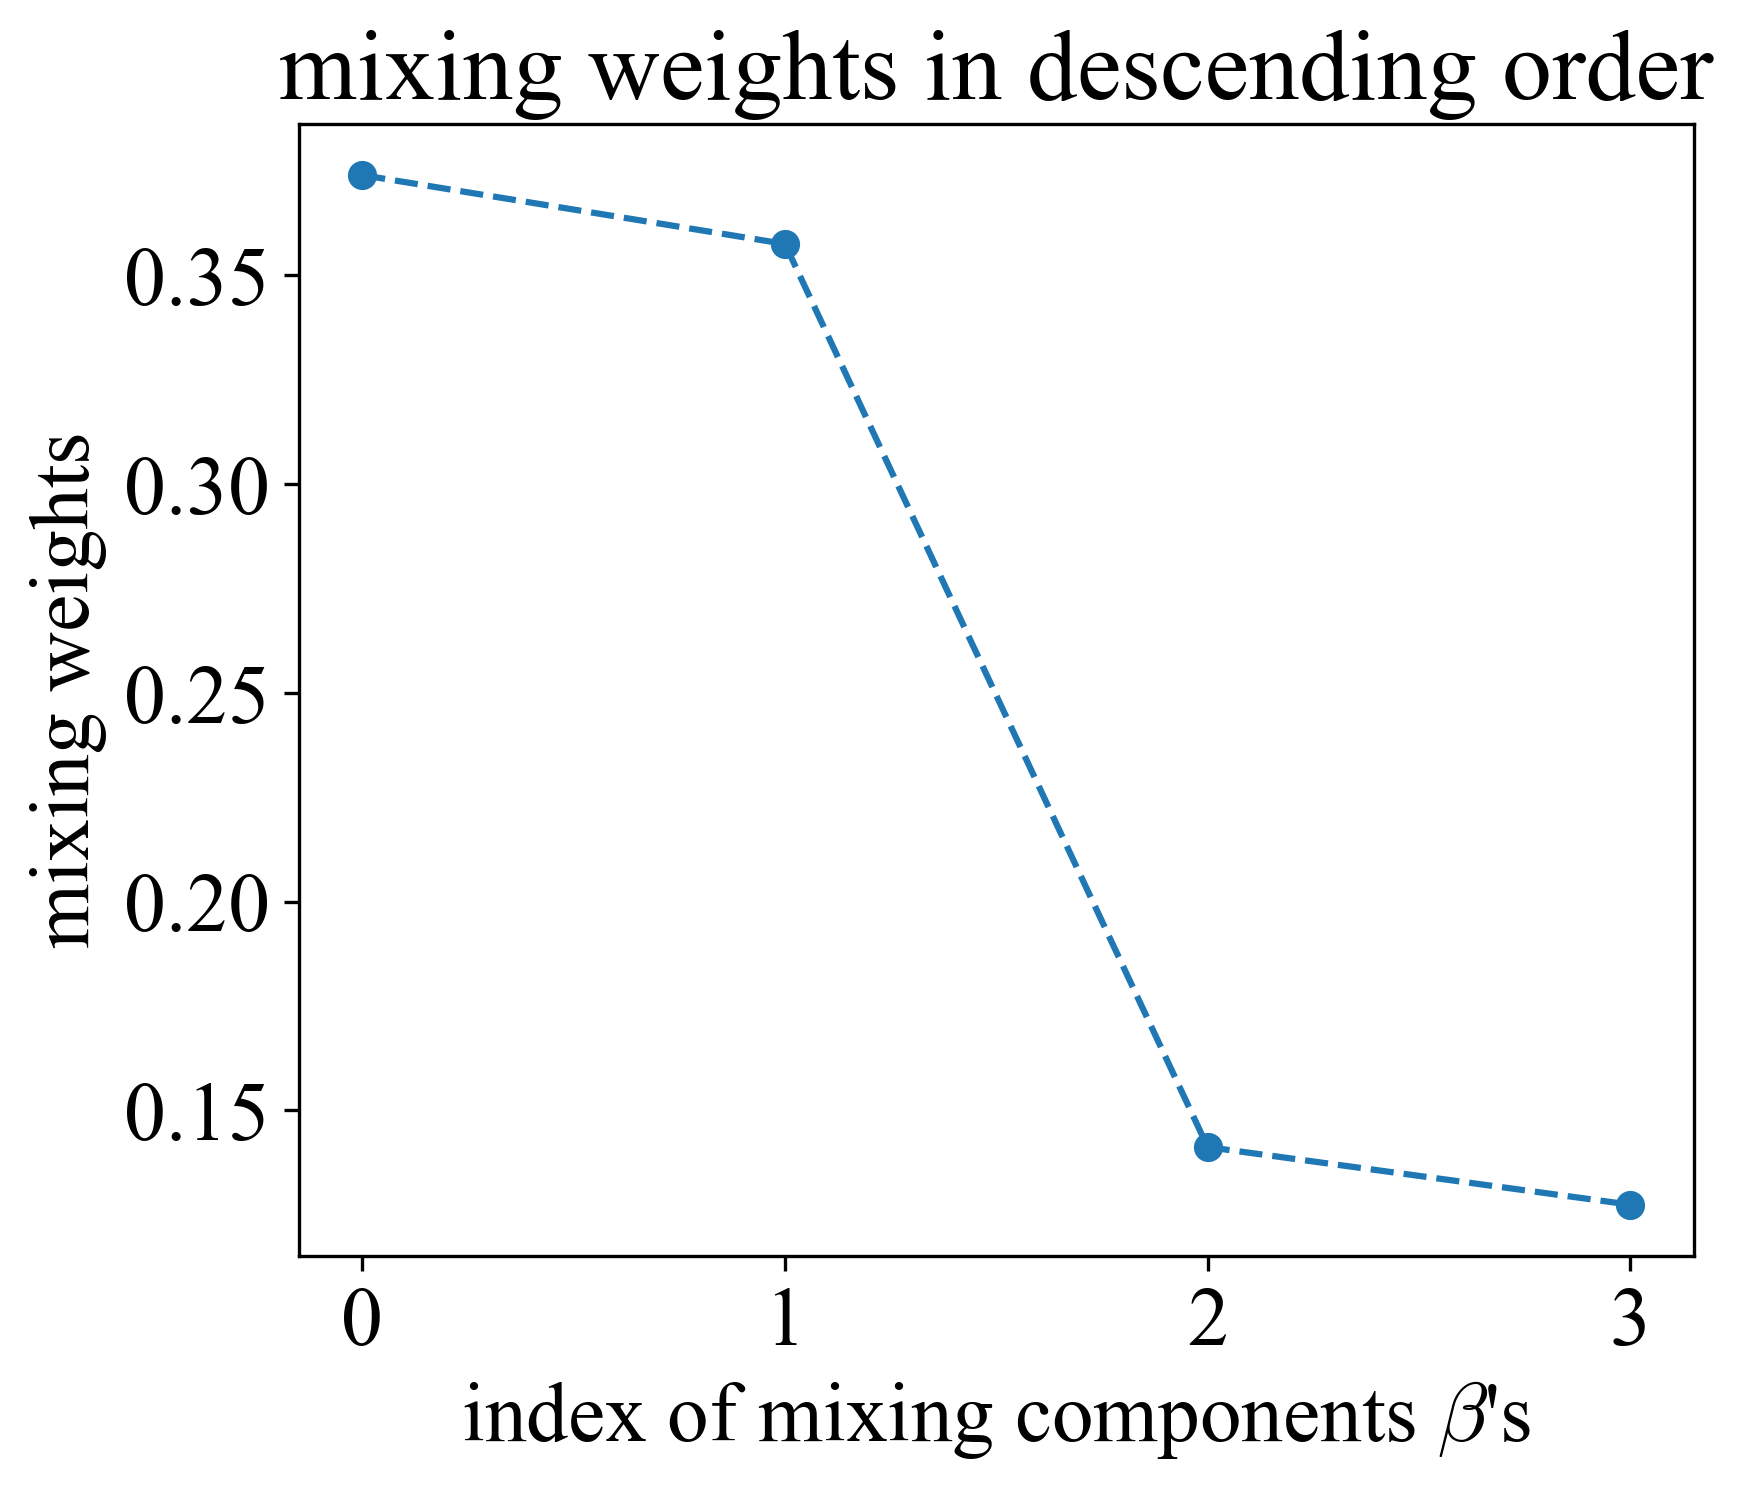 mixing weights in descending order
mixing weights
0.35
0.30
0.25
0.20
0.15
0 1 2 3
index of mixing components β's